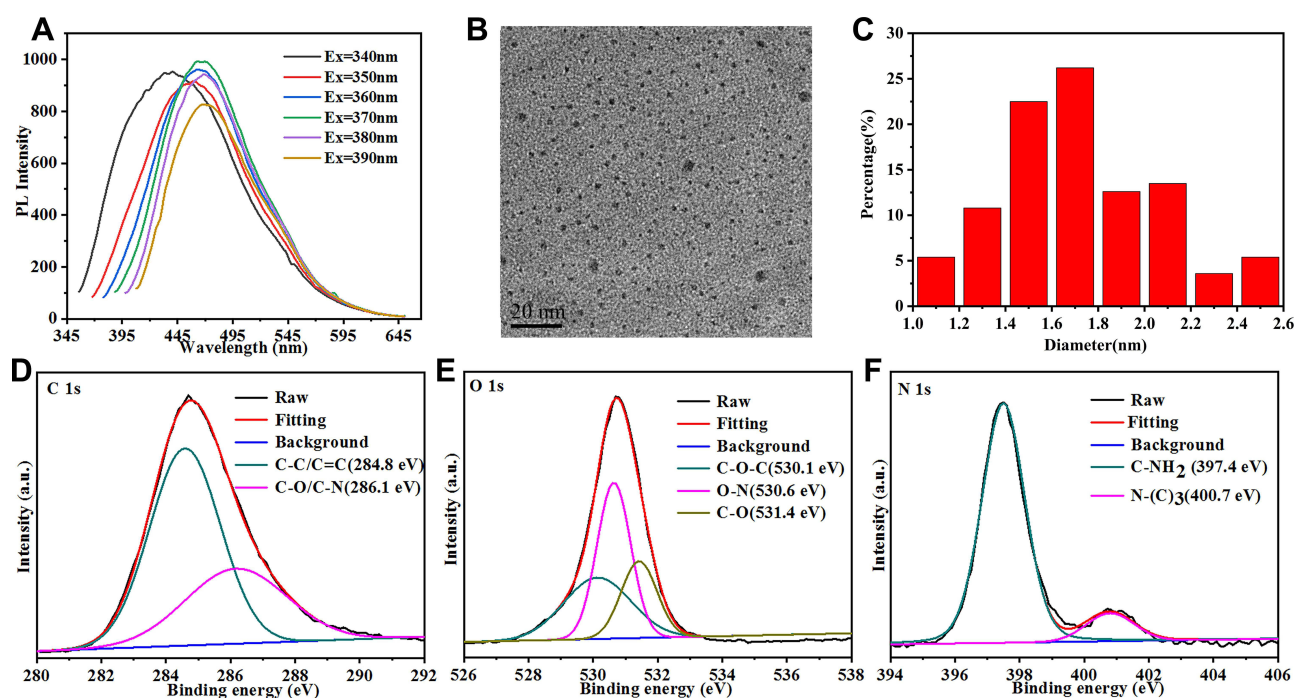 A
PL Intensity
1000
800
600
400
200
0
345
395
445
495
545
595
645
Wavelength (nm)
Ex=340nm
Ex=350nm
Ex=360nm
Ex=370nm
Ex=380nm
Ex=390nm
B
20 nm
C
Percentage(%)
30
25
20
15
10
5
0
1.0
1.2
1.4
1.6
1.8
2.0
2.2
2.4
2.6
Diameter(nm)
D
C 1s
Intensity (a.u.)
Raw
Fitting
Background
C-C/C=C(284.8 eV)
C-O/C-N(286.1 eV)
280
282
284
286
288
290
292
Binding energy (eV)
E
O 1s
Intensity (a.u.)
Raw
Fitting
Background
C-O-C(530.1 eV)
O-N(530.6 eV)
C-O(531.4 eV)
526
528
530
532
534
536
538
Binding energy (eV)
F
N 1s
Intensity (a.u.)
Raw
Fitting
Background
C-NH2 (397.4 eV)
N-(C)3(400.7 eV)
394
396
398
400
402
404
406
Binding energy (eV)